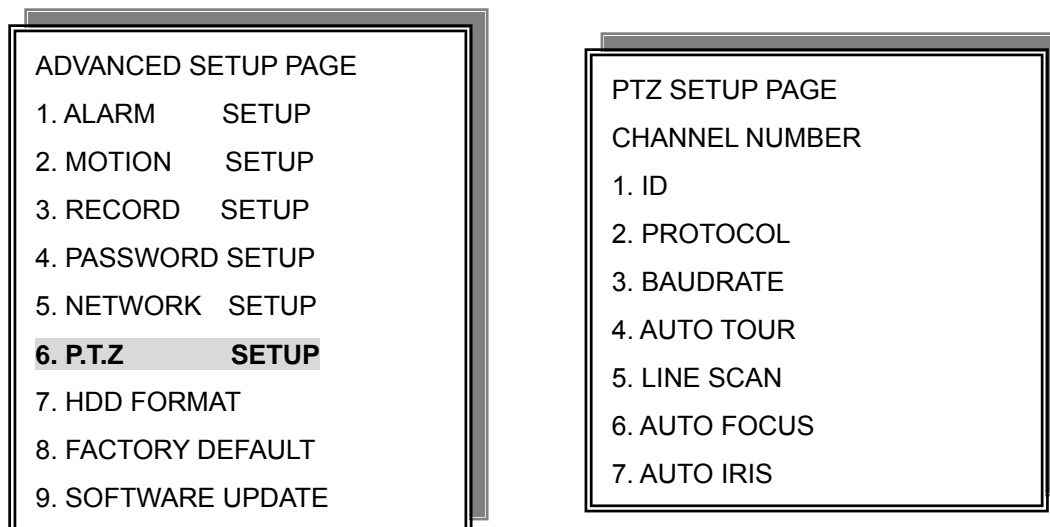 ADVANCED SETUP PAGE
1. ALARM SETUP
2. MOTION SETUP
3. RECORD SETUP
4. PASSWORD SETUP
5. NETWORK SETUP
6. P.T.Z SETUP
7. HDD FORMAT
8. FACTORY DEFAULT
9. SOFTWARE UPDATE
PTZ SETUP PAGE
CHANNEL NUMBER
1. ID
2. PROTOCOL
3. BAUDRATE
4. AUTO TOUR
5. LINE SCAN
6. AUTO FOCUS
7. AUTO IRIS